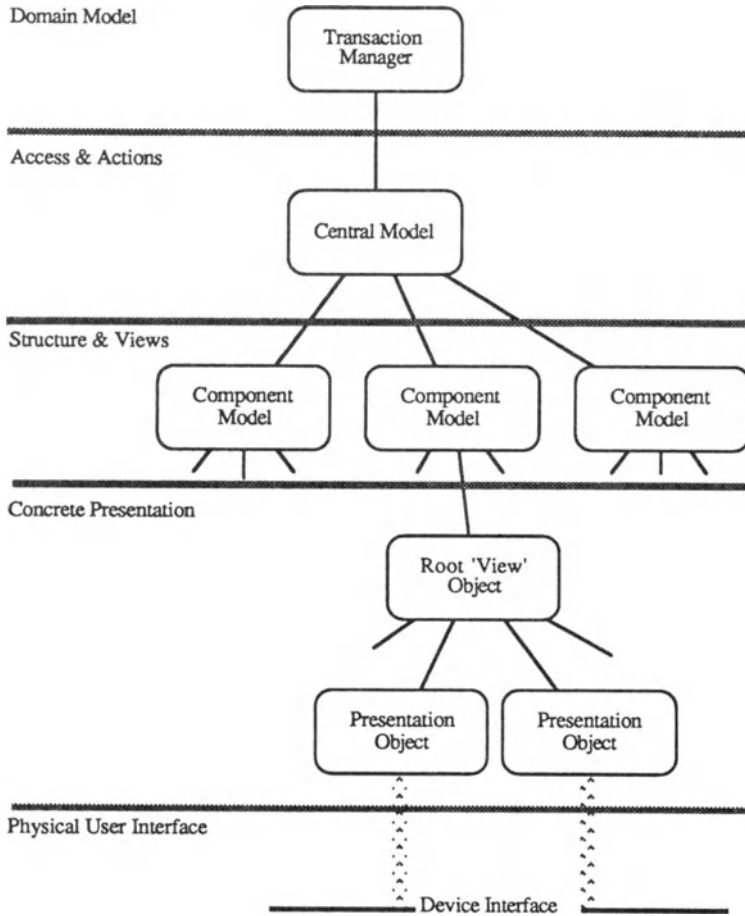 Domain Model
Transaction
Manager
Access & Actions
Central Model
Structure & Views
Component
Model
Component
Model
Component
Model
Concrete Presentation
Root 'View'
Object
Presentation
Object
Presentation
Object
Physical User Interface
Device Interface